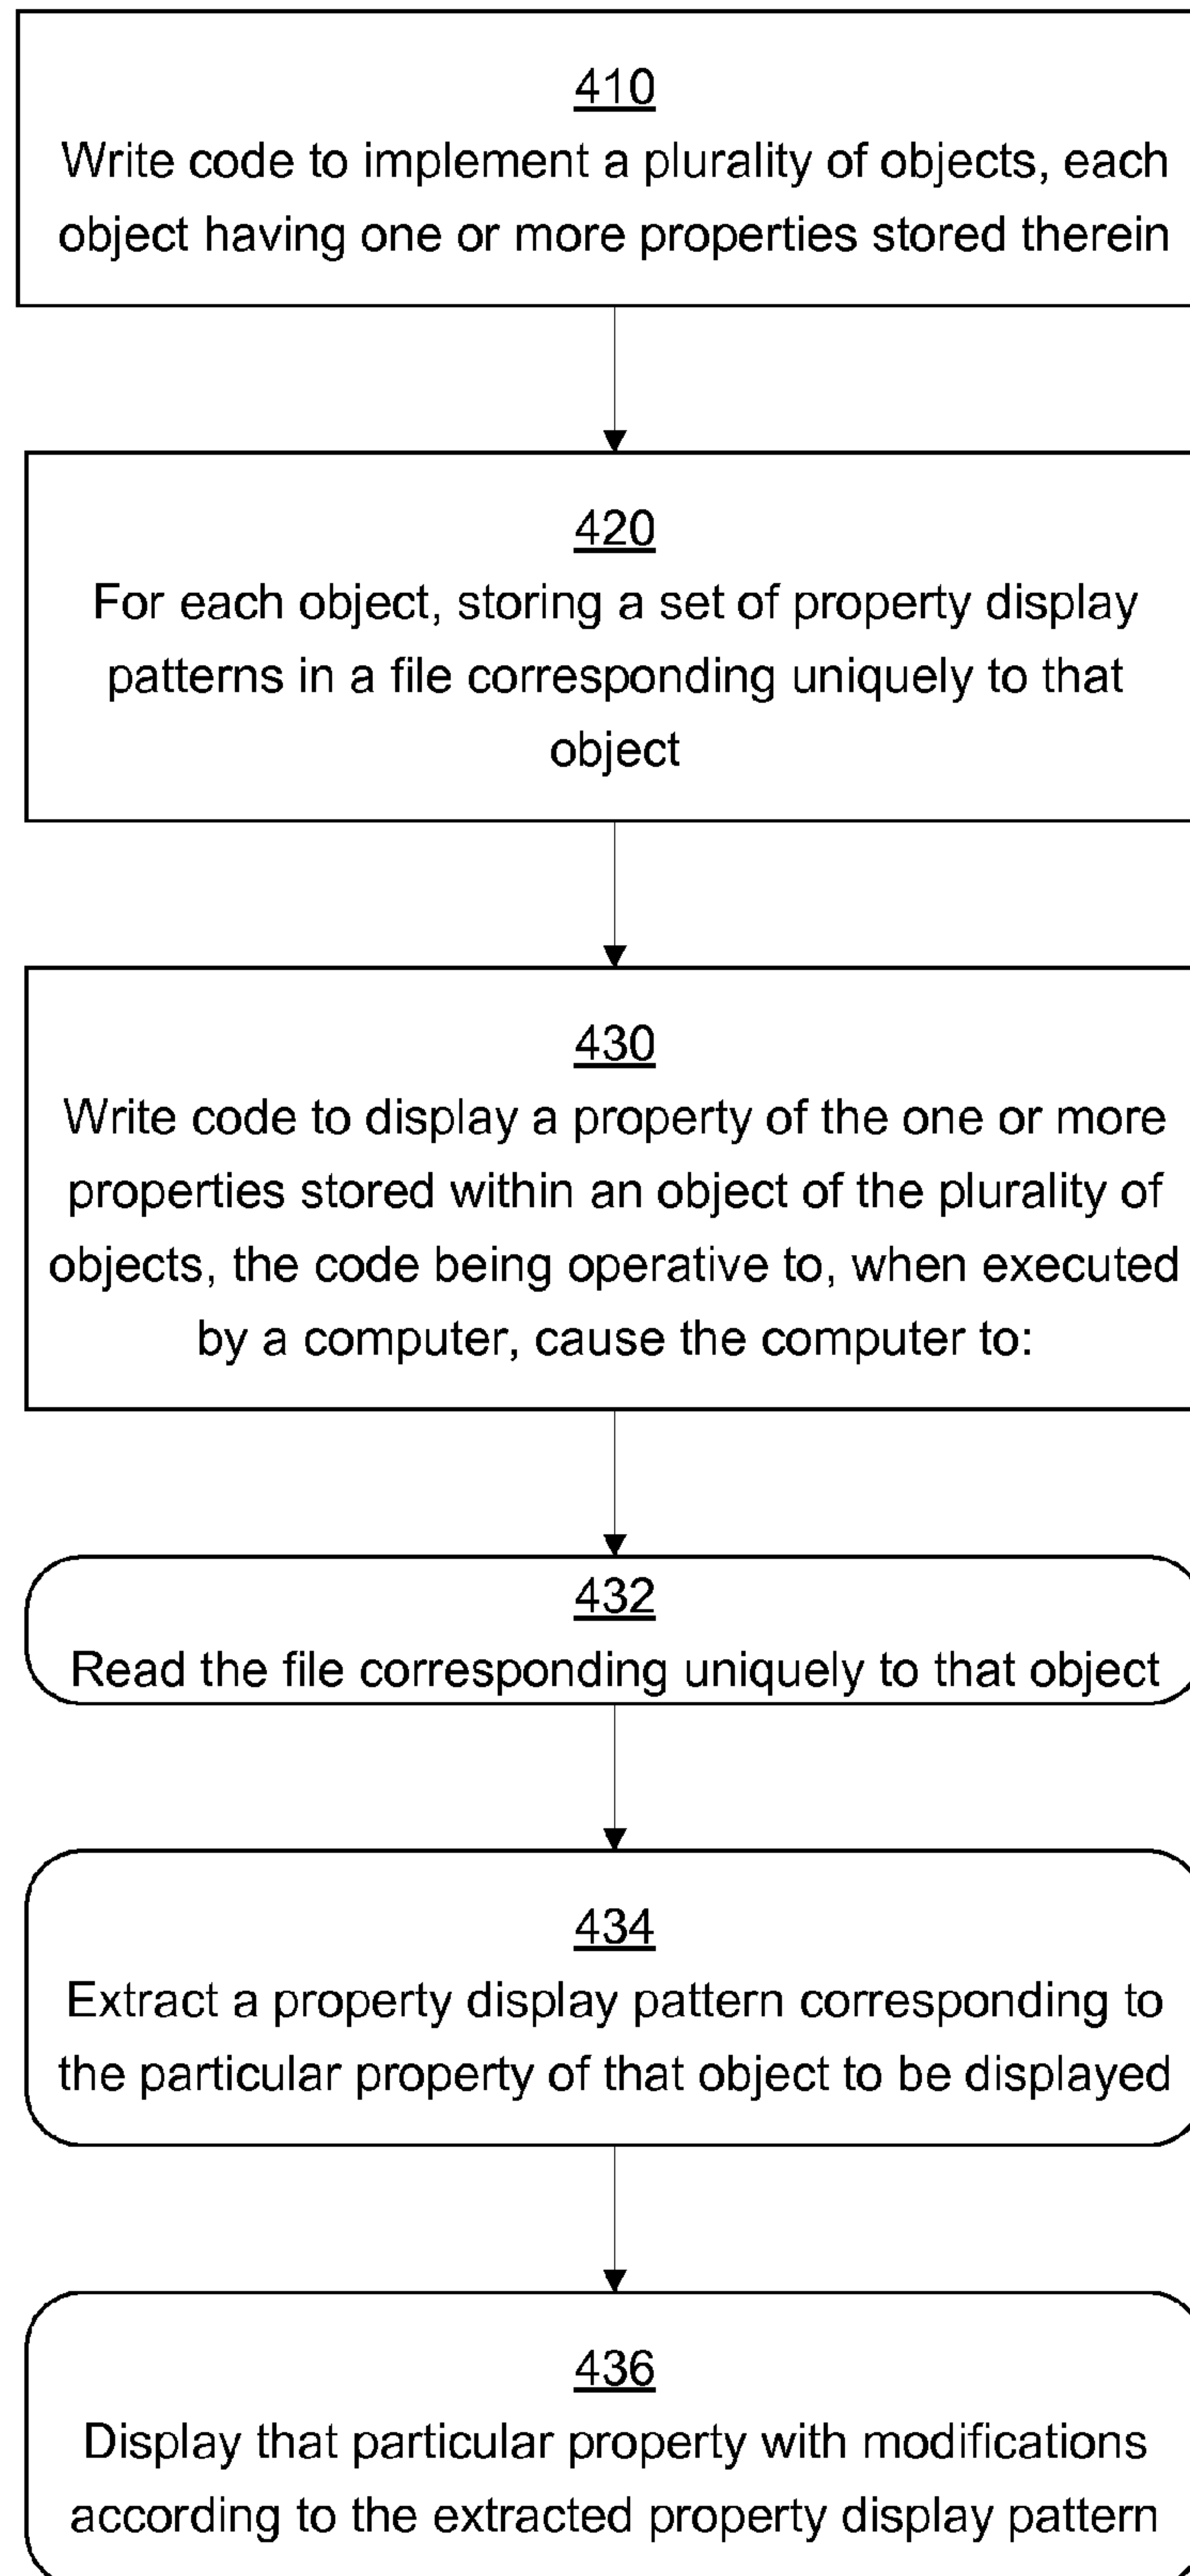 410
Write code to implement a plurality of objects, each
object having one or more properties stored therein
420
For each object, storing a set of property display
patterns in a file corresponding uniquely to that
object
430
Write code to display a property of the one or more
properties stored within an object of the plurality of
objects, the code being operative to, when executed
by a computer, cause the computer to:
432
Read the file corresponding uniquely to that object
434
Extract a property display pattern corresponding to
the particular property of that object to be displayed
436
Display that particular property with modifications
according to the extracted property display pattern